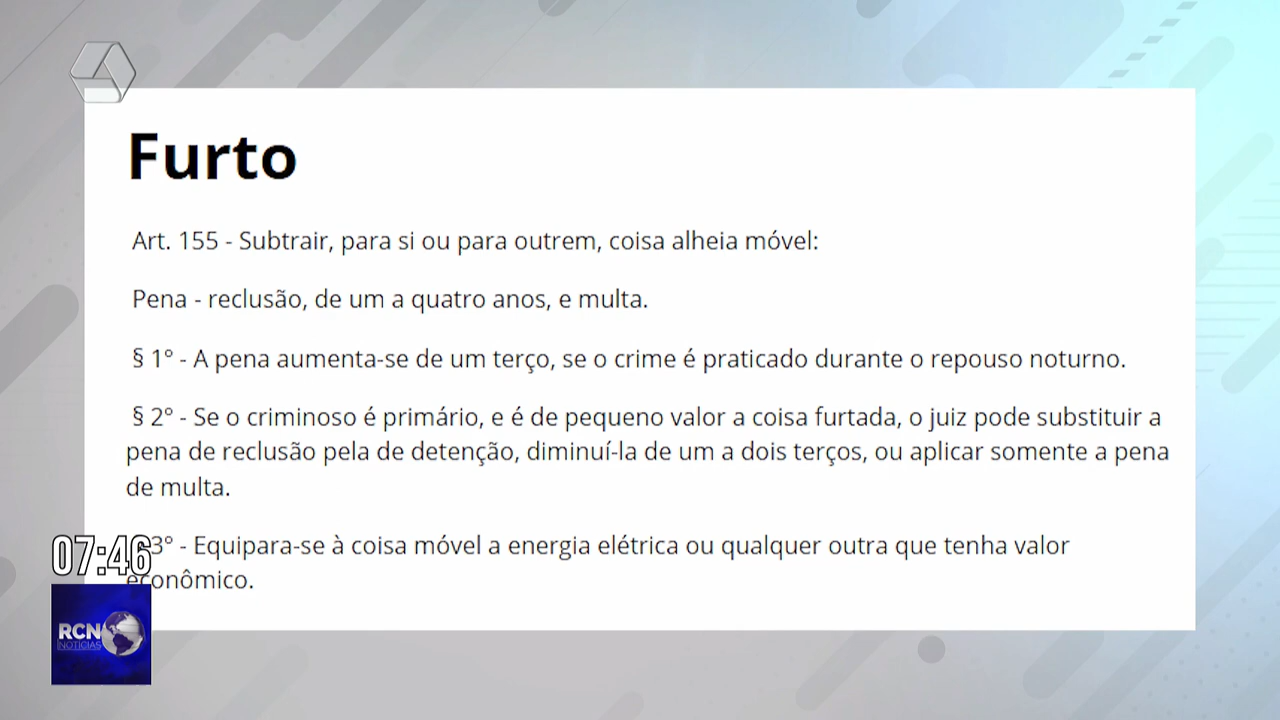 Furto
Art. 155 - Subtrair, para si ou para outrem, coisa alheia móvel:
Pena - reclusão, de um a quatro anos, e multa.
§ 1º - A pena aumenta-se de um terço, se o crime é praticado durante o repouso noturno.
§ 2º - Se o criminoso é primário, e é de pequeno valor a coisa furtada, o juiz pode substituir a
pena de reclusão pela de detenção, diminuí-la de um a dois terços, ou aplicar somente a pena
de multa.
3º - Equipara-se à coisa móvel a energia elétrica ou qualquer outra que tenha valor
econômico.
07:46
RCN
NOTÍCIAS